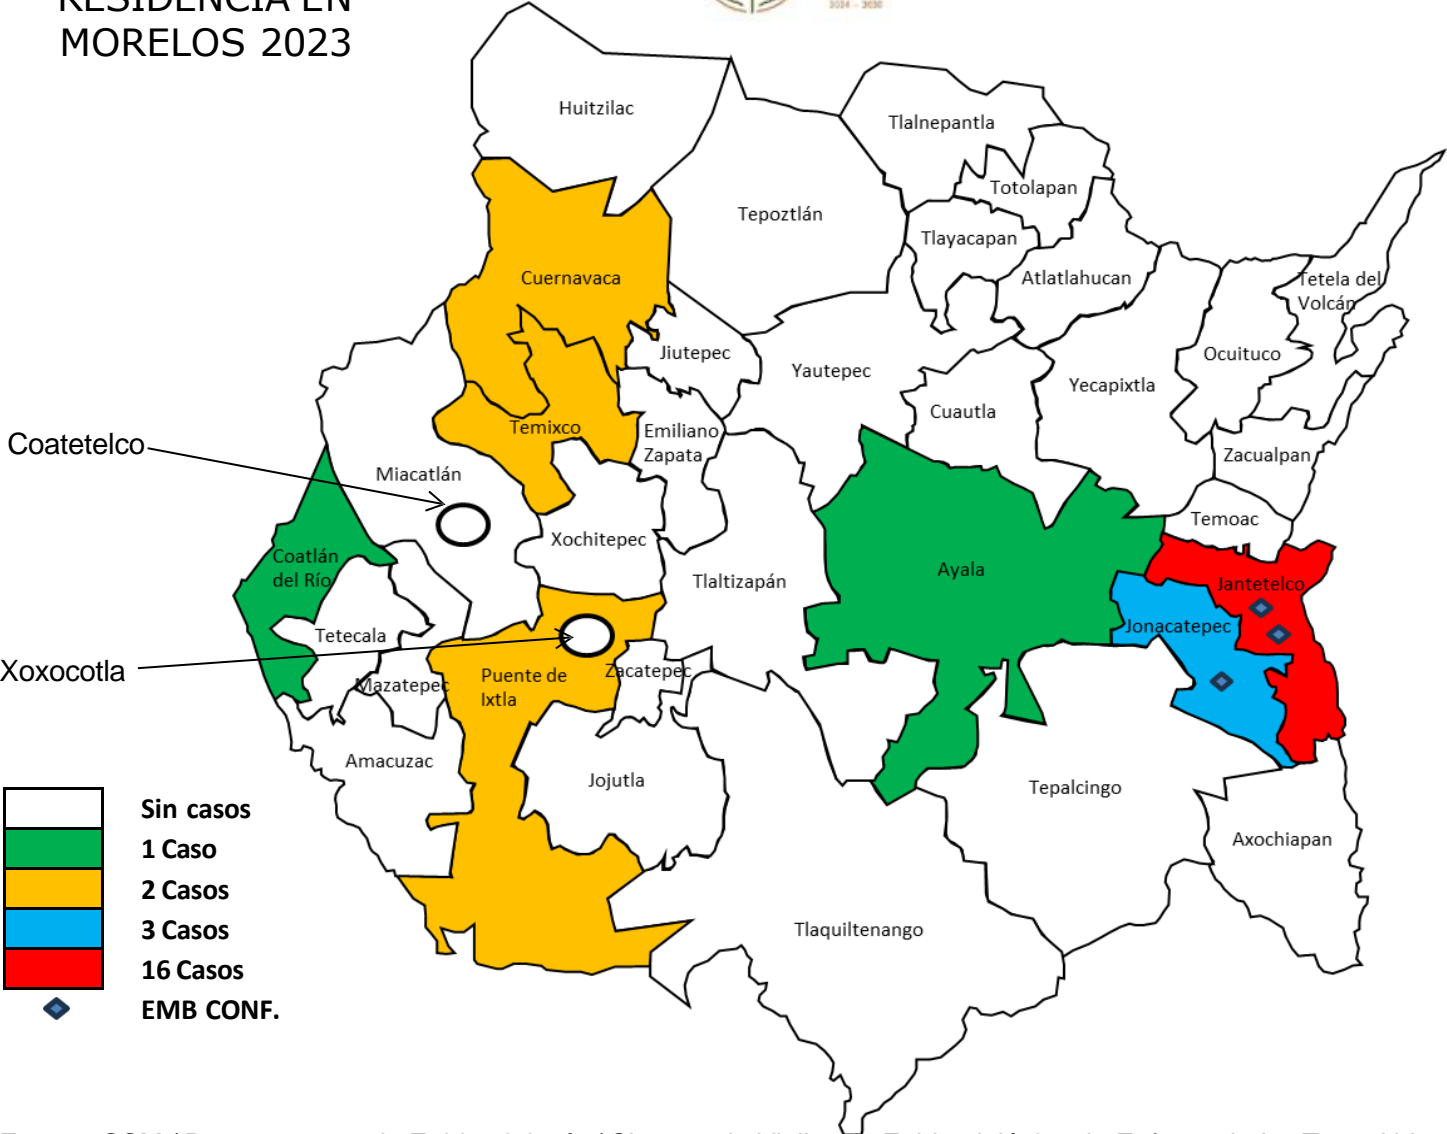 MORELOS 2023
2024 – 2030
Huitzilac
Tlalnepantla
Totolapan
Tepoztlán
Tlayacapan
Atlatlahucan
Cuernavaca
Tetela del
Volcán
Jiutepec
Ocuituco
Yautepec
Yecapixtla
Cuautla
Temixco
Emiliano
Zapata
Coatetelco
Zacualpan
Miacatlán
Temoac
Xochitepec
Coatlán
del Río
Ayala
Tlaltizapán
Jantetelco
Jonacatepec
Tetecala
Xoxocotla
Zacatepec
Puente de
Ixtla
Mazatepec
Amacuzac
Jojutla
Tepalcingo
Axochiapan
Tlaquiltenango
Sin casos
1 Caso
2 Casos
3 Casos
16 Casos
EMB CONF.